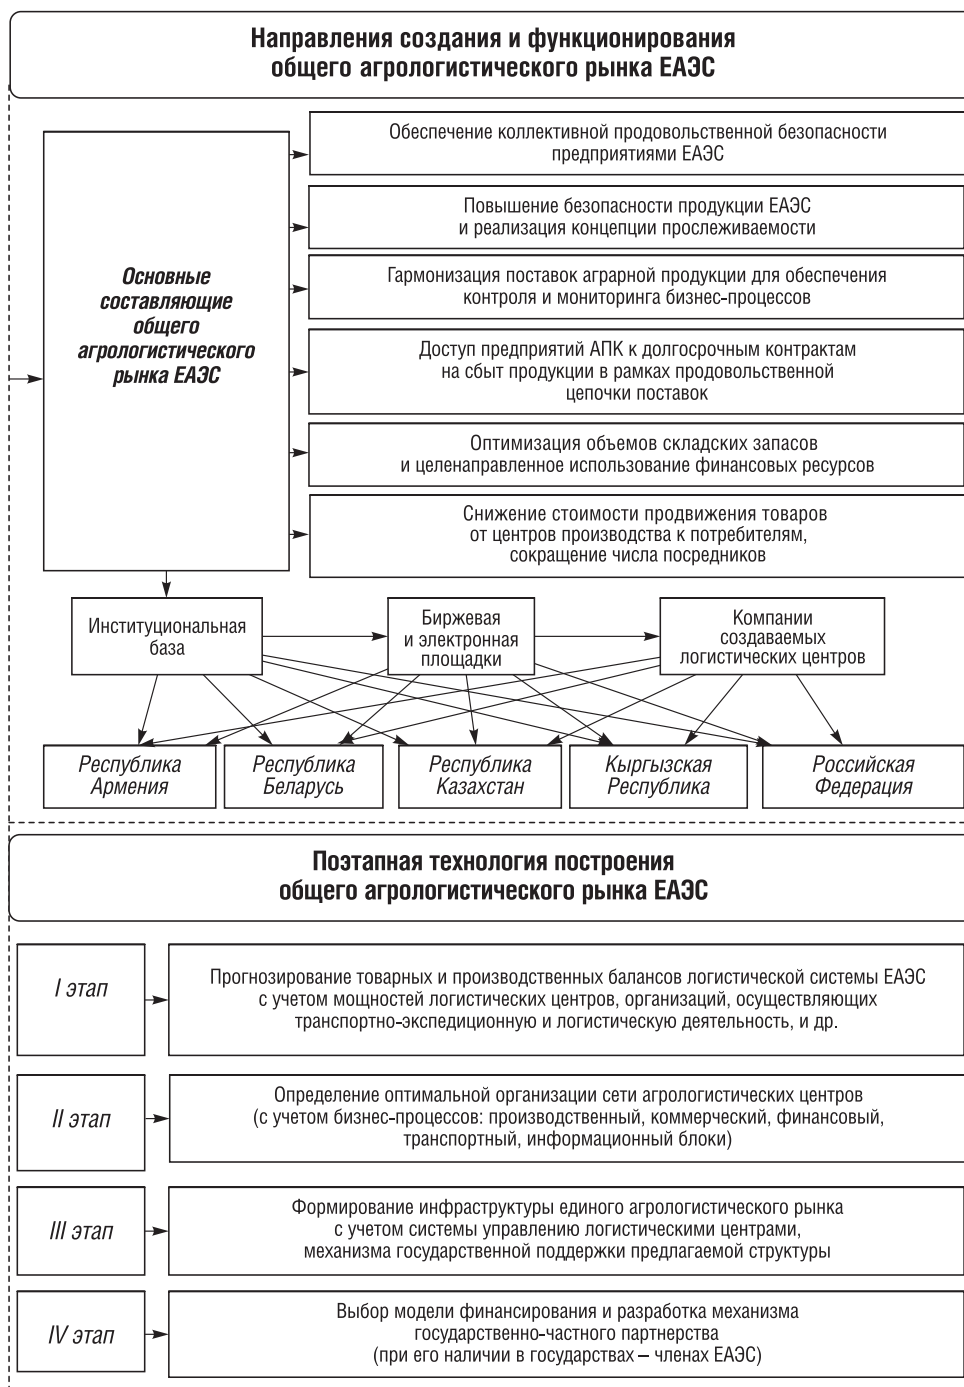 Направления создания и функционирования
общего агрологистического рынка ЕАЭС
Основные
составляющие
общего
агрологистического
рынка ЕАЭС
Обеспечение коллективной продовольственной безопасности
предприятиями ЕАЭС
Повышение безопасности продукции ЕАЭС
и реализация концепции прослеживаемости
Гармонизация поставок аграрной продукции для обеспечения
контроля и мониторинга бизнес-процессов
Доступ предприятий АПК к долгосрочным контрактам
на сбыт продукции в рамках продовольственной
цепочки поставок
Оптимизация объемов складских запасов
и целенаправленное использование финансовых ресурсов
Снижение стоимости продвижения товаров
от центров производства к потребителям,
сокращение числа посредников
Институциональная
база
Биржевая
и электронная
площадки
Компании
создаваемых
логистических центров
Республика
Армения
Республика
Беларусь
Республика
Казахстан
Кыргызская
Республика
Российская
Федерация
Поэтапная технология построения
общего агрологистического рынка ЕАЭС
I этап
Прогнозирование товарных и производственных балансов логистической системы ЕАЭС
с учетом мощностей логистических центров, организаций, осуществляющих
транспортно-экспедиционную и логистическую деятельность, и др.
II этап
Определение оптимальной организации сети агрологистических центров
(с учетом бизнес-процессов: производственный, коммерческий, финансовый,
транспортный, информационный блоки)
III этап
Формирование инфраструктуры единого агрологистического рынка
с учетом системы управлению логистическими центрами,
механизма государственной поддержки предлагаемой структуры
IV этап
Выбор модели финансирования и разработка механизма
государственно-частного партнерства
(при его наличии в государствах – членах ЕАЭС)